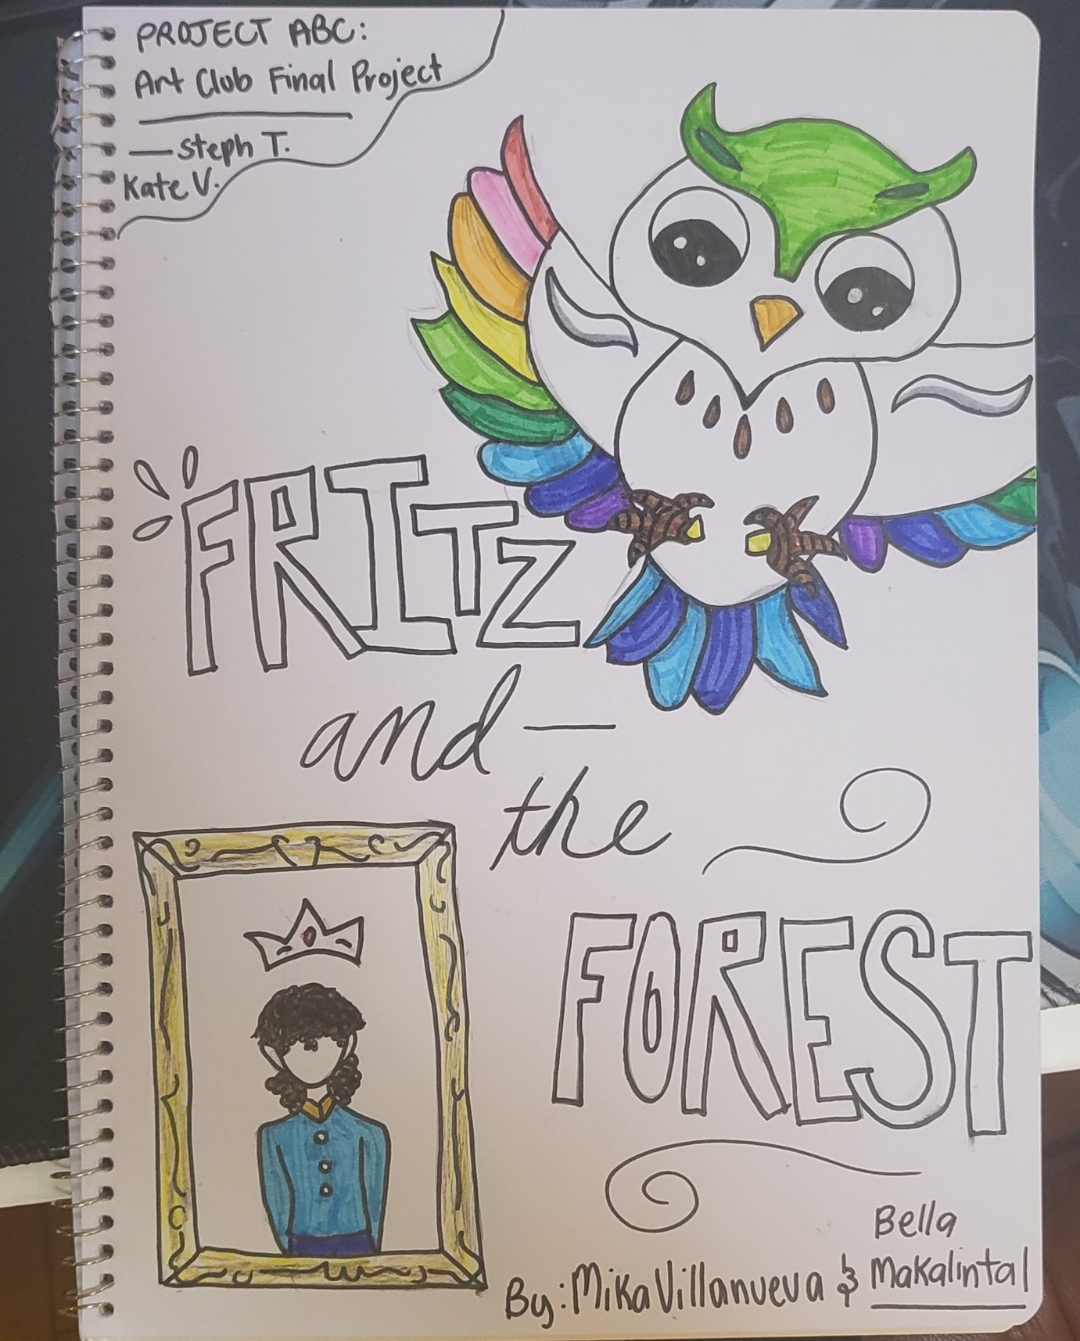 PROJECT ABC:
Art Club Final Project
— Steph T.
Kate V.
FRITZ
and —
the
FOREST
By: Mika Villanueva & Bella Makalintal